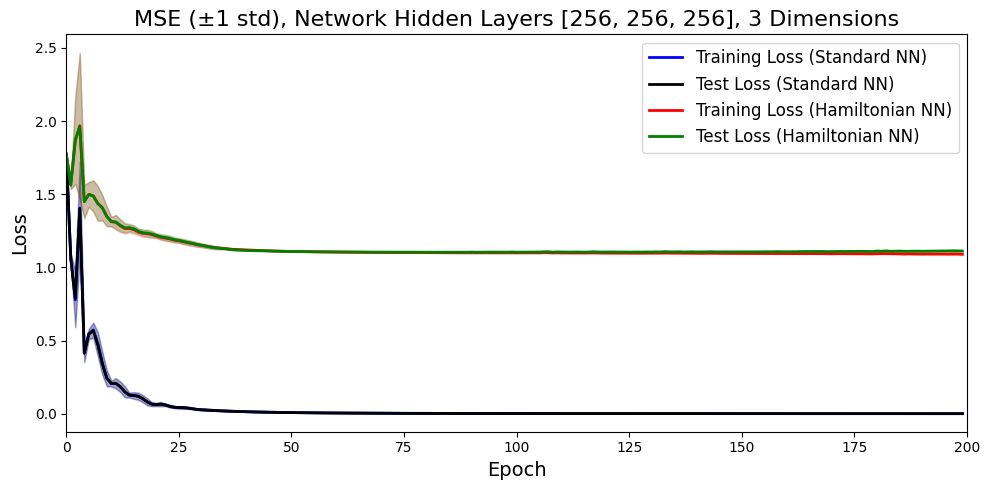 MSE (±1 std), Network Hidden Layers [256, 256, 256], 3 Dimensions
Loss
2.5
2.0
1.5
1.0
0.5
0.0
Training Loss (Standard NN)
Test Loss (Standard NN)
Training Loss (Hamiltonian NN)
Test Loss (Hamiltonian NN)
0 25 50 75 100 125 150 175 200
Epoch